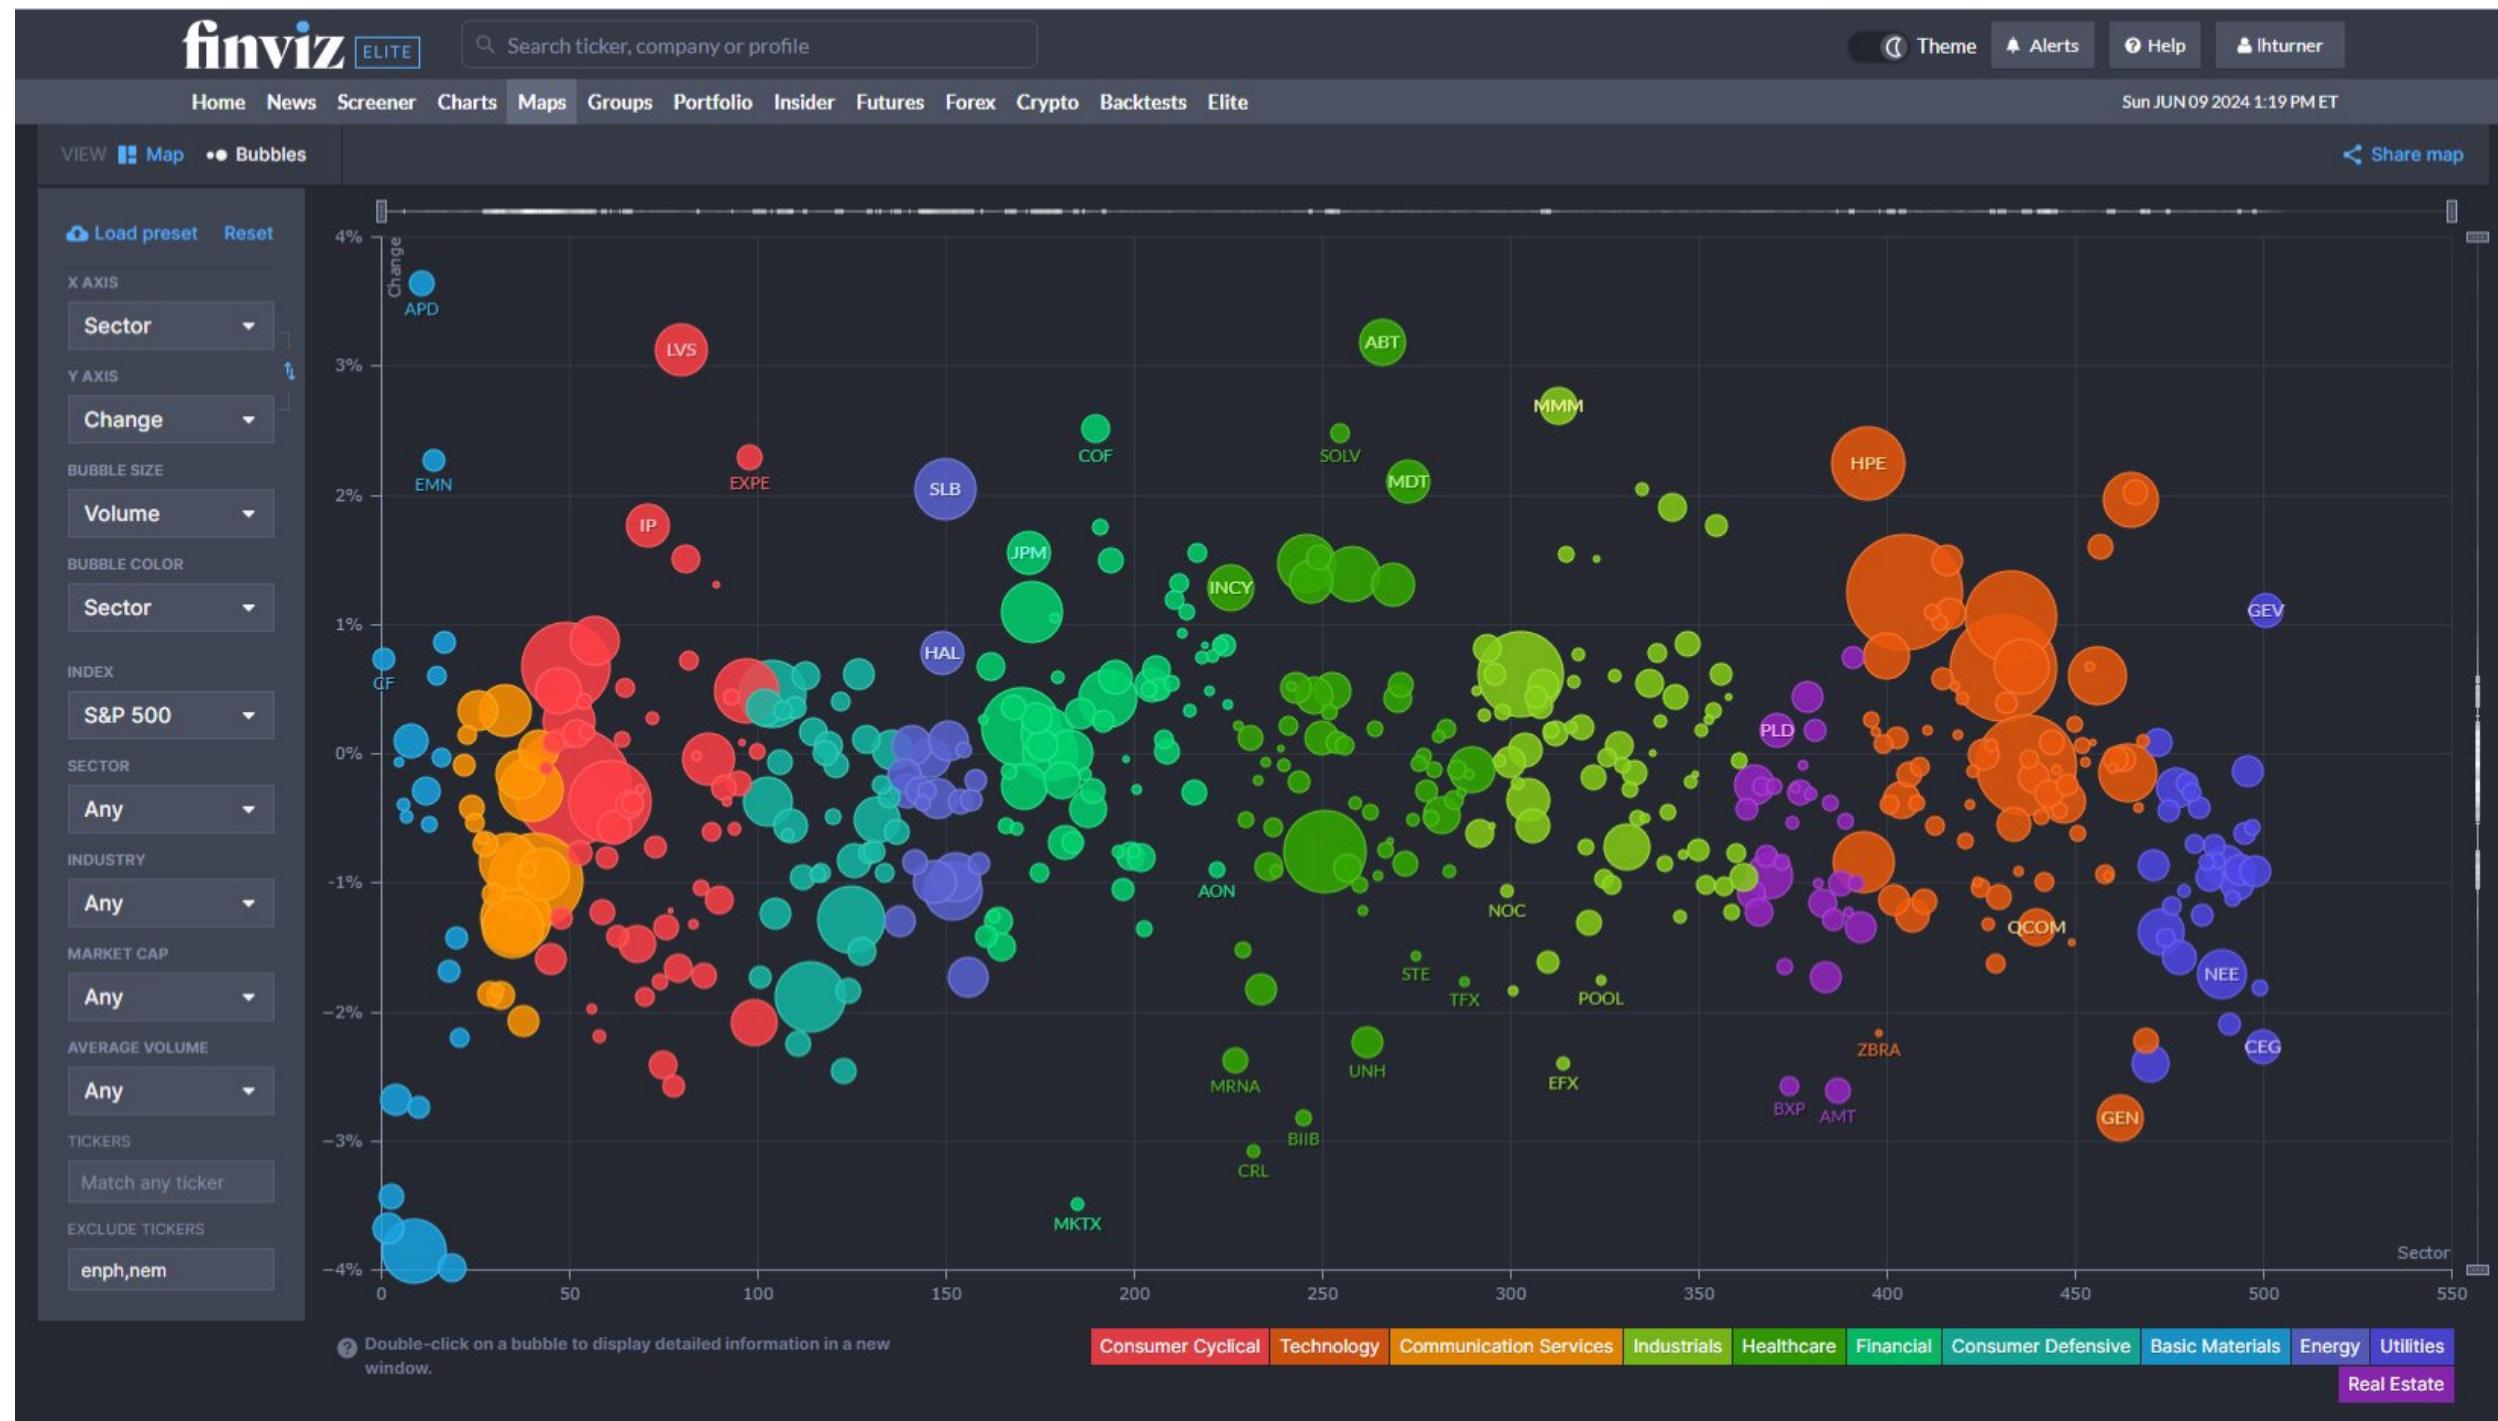 finviz ELITE
Search ticker, company or profile
Theme
Alerts
Help
lhturner
Home News Screener Charts Maps Groups Portfolio Insider Futures Forex Crypto Backtests Elite
Sun JUN 09 2024 1:19 PM ET
VIEW Map Bubbles
Share map
Load preset Reset
X AXIS
Sector
Y AXIS
Change
BUBBLE SIZE
Volume
BUBBLE COLOR
Sector
INDEX
S&P 500
SECTOR
Any
INDUSTRY
Any
MARKET CAP
Any
AVERAGE VOLUME
Any
TICKERS
Match any ticker
EXCLUDE TICKERS
enph,nem
Change
4%
3%
2%
1%
0%
-1%
-2%
-3%
-4%
APD
LVS
ABT
MMM
COF
SOLV
EMN
EXPE
SLB
MDT
HPE
IP
JPM
INCY
GEV
HAL
CF
PLD
AON
NOC
QCOM
STE
TFX
POOL
NEE
ZBRA
CEG
MRNA
UNH
EFX
BXP
AMT
GEN
BIIB
CRL
MKTX
Sector
0 50 100 150 200 250 300 350 400 450 500 550
Double-click on a bubble to display detailed information in a new
window.
Consumer Cyclical Technology Communication Services Industrials Healthcare Financial Consumer Defensive Basic Materials Energy Utilities
Real Estate